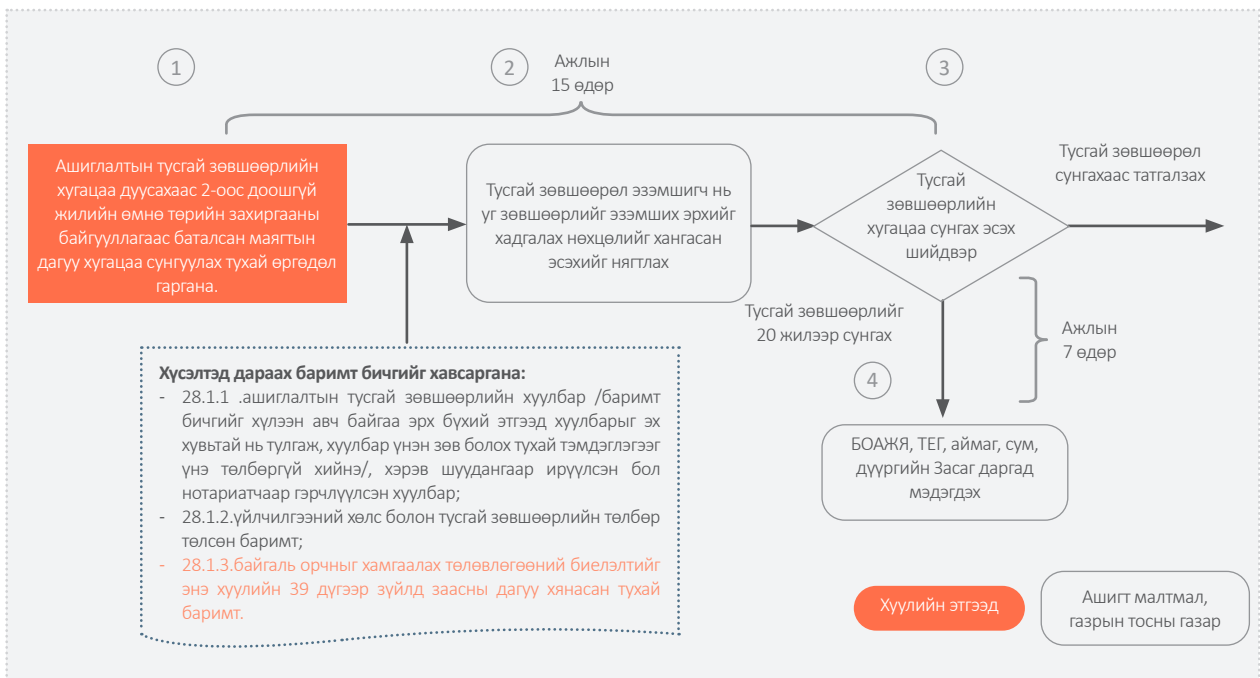 1
2
Ажлын
15 өдөр
3
Ашиглалтын тусгай зөвшөөрлийн
хугацаа дуусахаас 2-оос доошгүй
жилийн өмнө төрийн захиргааны
байгууллагаас баталсан маягтын
дагуу хугацаа сунгуулах тухай өргөдөл
гаргана.
Тусгай зөвшөөрөл эзэмшигч нь
уг зөвшөөрлийг эзэмших эрхийг
хадгалах нөхцөлийг хангасан
эсэхийг нягтлах
Тусгай
зөвшөөрлийн
хугацаа сунгах эсэх
шийдвэр
Тусгай зөвшөөрөл
сунгахаас татгалзах
Тусгай зөвшөөрлийг
20 жилээр сунгах
Ажлын
7 өдөр
4
БОАЖЯ, ТЕГ, аймаг, сум,
дүүргийн Засаг даргад
мэдэгдэх
Хүсэлтэд дараах баримт бичгийг хавсаргана:
- 28.1.1 .ашиглалтын тусгай зөвшөөрлийн хуулбар /баримт
бичгийг хүлээн авч байгаа эрх бүхий этгээд хуулбарыг эх
хувьтай нь тулгаж, хуулбар үнэн зөв болох тухай тэмдэглэгээг
үнэ төлбөргүй хийнэ/, хэрэв шуудангаар ирүүлсэн бол
нотариатчаар гэрчлүүлсэн хуулбар;
- 28.1.2.үйлчилгээний хөлс болон тусгай зөвшөөрлийн төлбөр
төлсөн баримт;
- 28.1.3.байгаль орчныг хамгаалах төлөвлөгөөний биелэлтийг
энэ хуулийн 39 дүгээр зүйлд заасны дагуу хянасан тухай
баримт.
Хуулийн этгээд
Ашигт малтмал,
газрын тосны газар